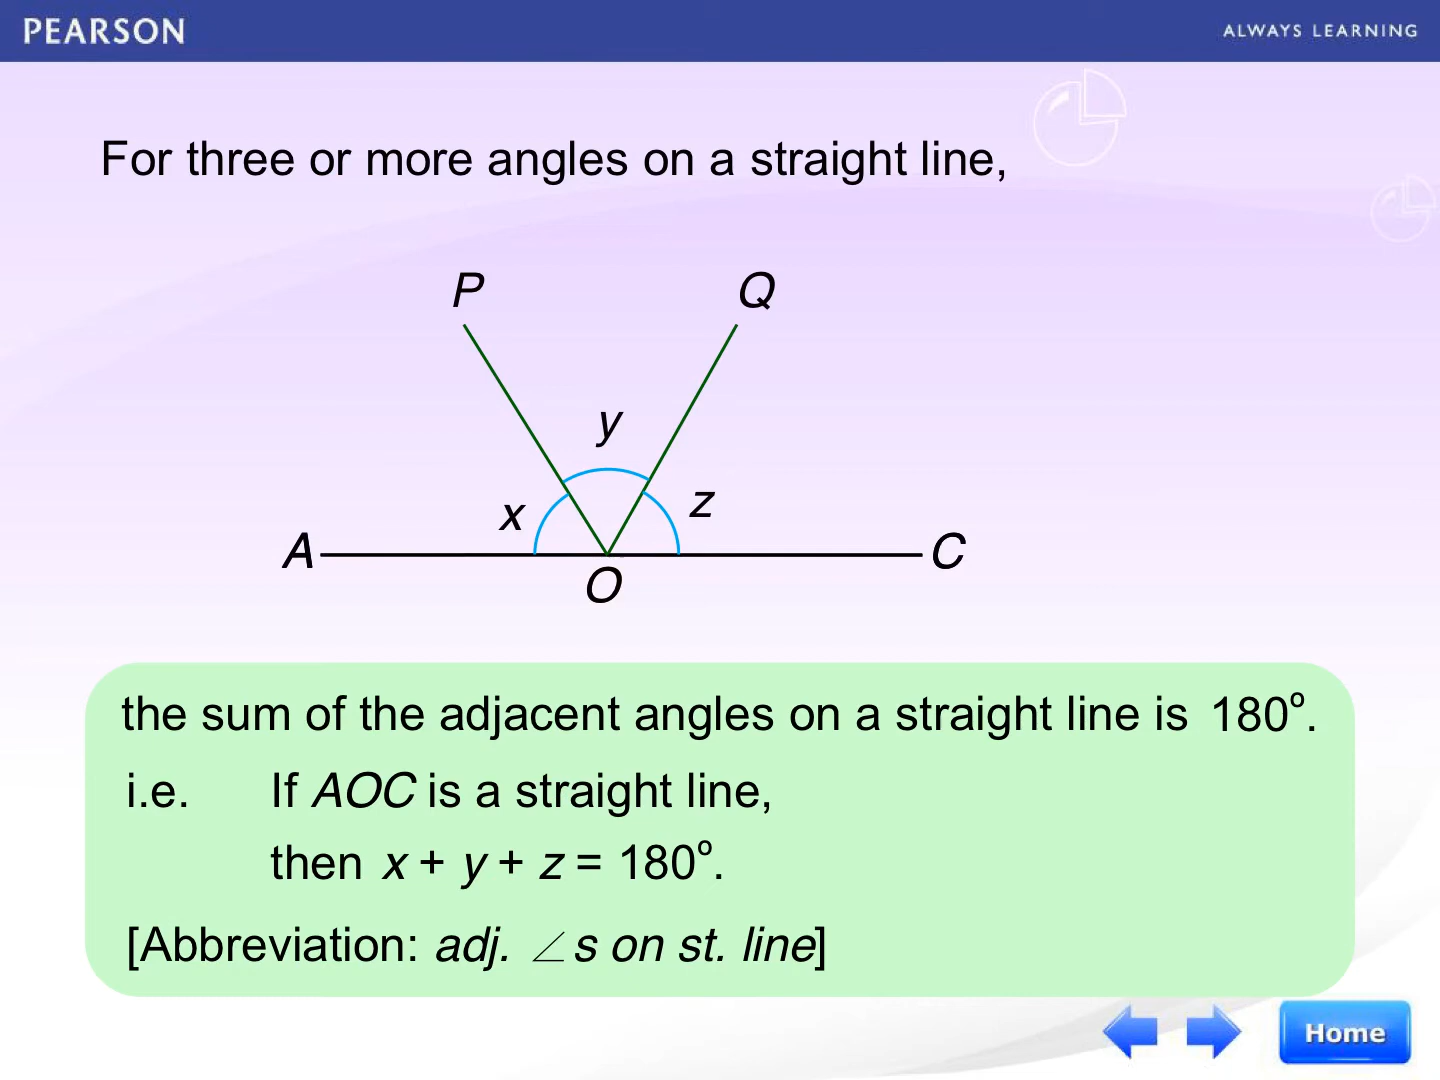 PEARSON
ALWAYS LEARNING
For three or more angles on a straight line,
P
Q
y
x
z
A
C
O
the sum of the adjacent angles on a straight line is 180º.
i.e. If AOC is a straight line,
then x + y + z = 180º.
[Abbreviation: adj. ∠s on st. line]
Home